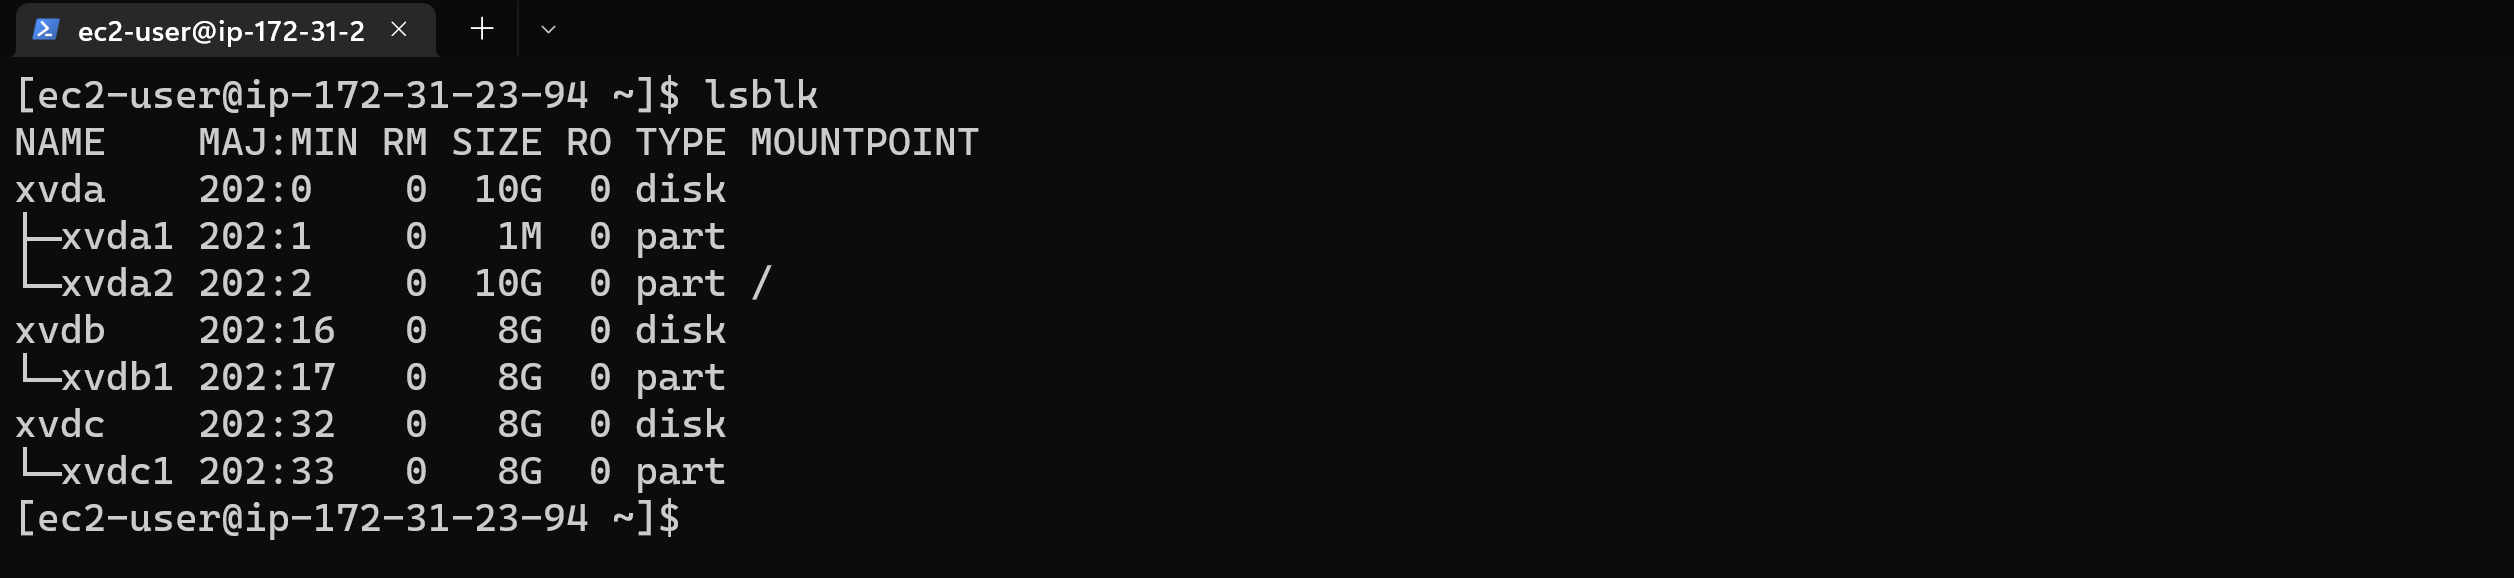 ec2-user@ip-172-31-2
[ec2-user@ip-172-31-23-94 ~]$ lsblk
NAME    MAJ:MIN RM SIZE RO TYPE MOUNTPOINT
xvda    202:0    0  10G  0 disk
├─xvda1 202:1    0   1M  0 part
└─xvda2 202:2    0  10G  0 part /
xvdb    202:16   0   8G  0 disk
└─xvdb1 202:17   0   8G  0 part
xvdc    202:32   0   8G  0 disk
└─xvdc1 202:33   0   8G  0 part
[ec2-user@ip-172-31-23-94 ~]$